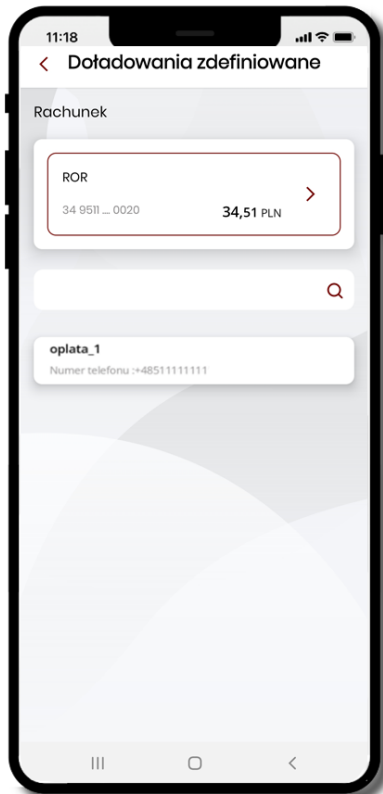 11:18
Doładowania zdefiniowane
Rachunek
ROR
34 9511 ... 0020
34,51 PLN
oplata_1
Numer telefonu :+48511111111